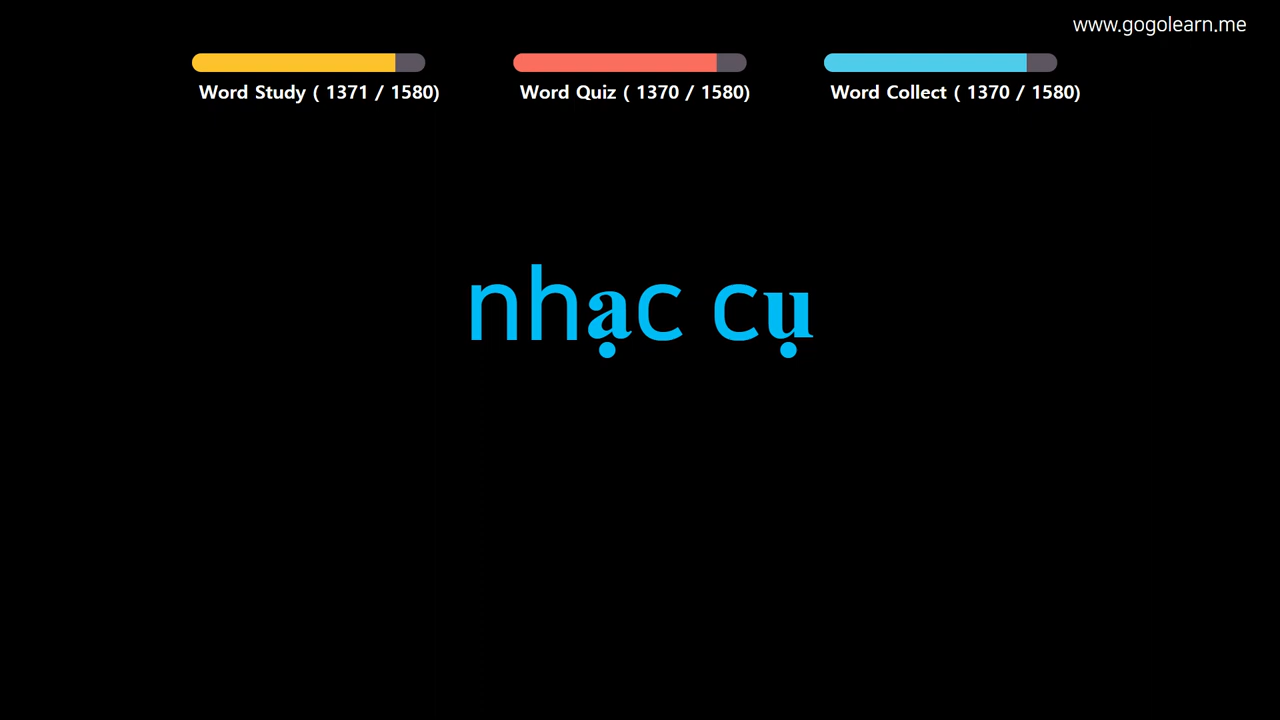 www.gogolearn.me
Word Study ( 1371 / 1580)
Word Quiz ( 1370 / 1580)
Word Collect ( 1370 / 1580)
nhạc cụ